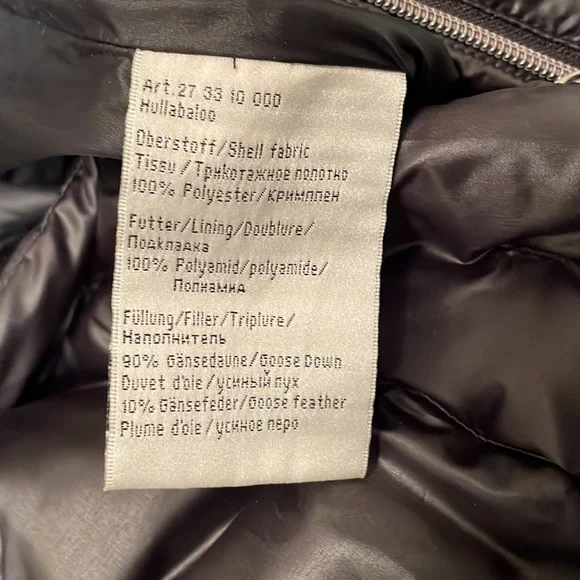 Art.27 33 10 000
Hullabaloo
Oberstoff/Shell fabric
Tissu/Трикотажное полотно
100% Polyester/кримплен
Futter/Lining/Doublure/
Подкладка
100% Polyamid/polyamide/
Полиамид
Füllung/Filler/Triplure/
Наполнитель
90% Gänsedaune/Goose Down
Duvet d'oie/гусиный пух
10% Gänsefeder/Goose feather
Plume d'oie/гусиное перо